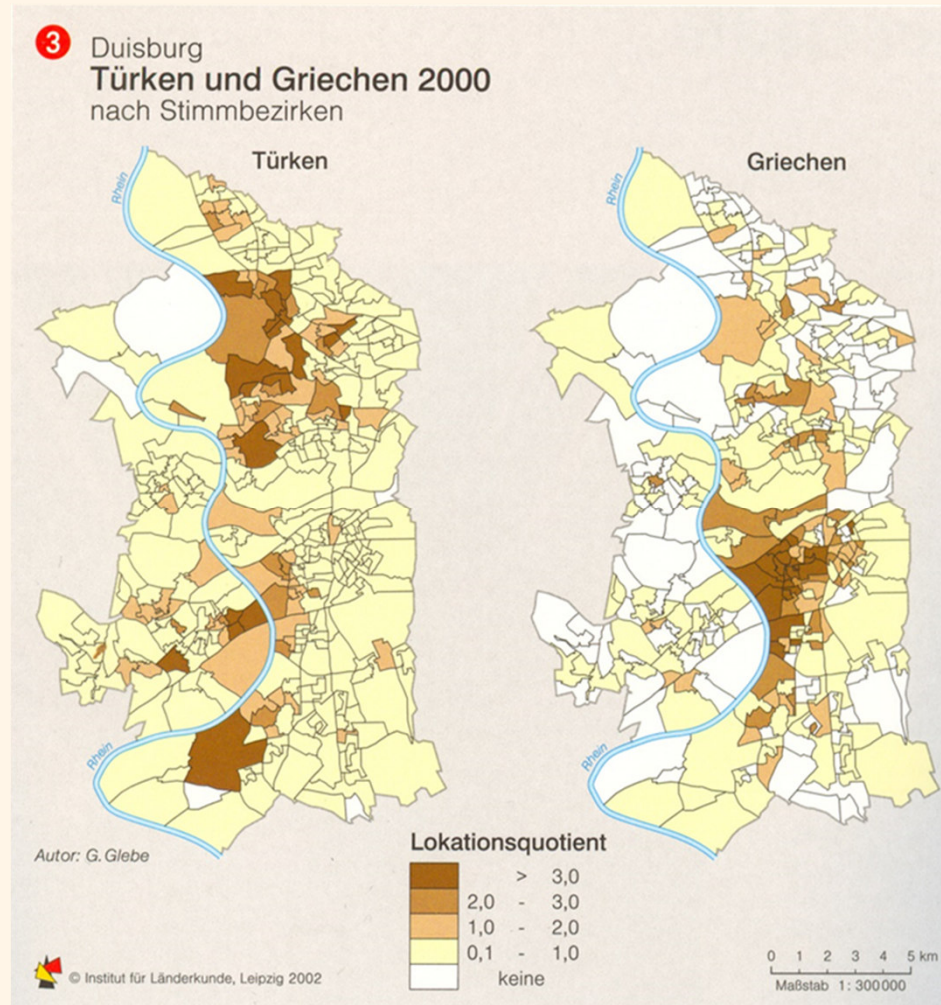 3
Duisburg
Türken und Griechen 2000
nach Stimmbezirken
Türken
Griechen
Rhein
Rhein
Rhein
Rhein
Autor: G. Glebe
Lokationsquotient
> 3,0
2,0 - 3,0
1,0 - 2,0
0,1 - 1,0
keine
© Institut für Länderkunde, Leipzig 2002
0 1 2 3 4 5 km
Maßstab 1: 300000